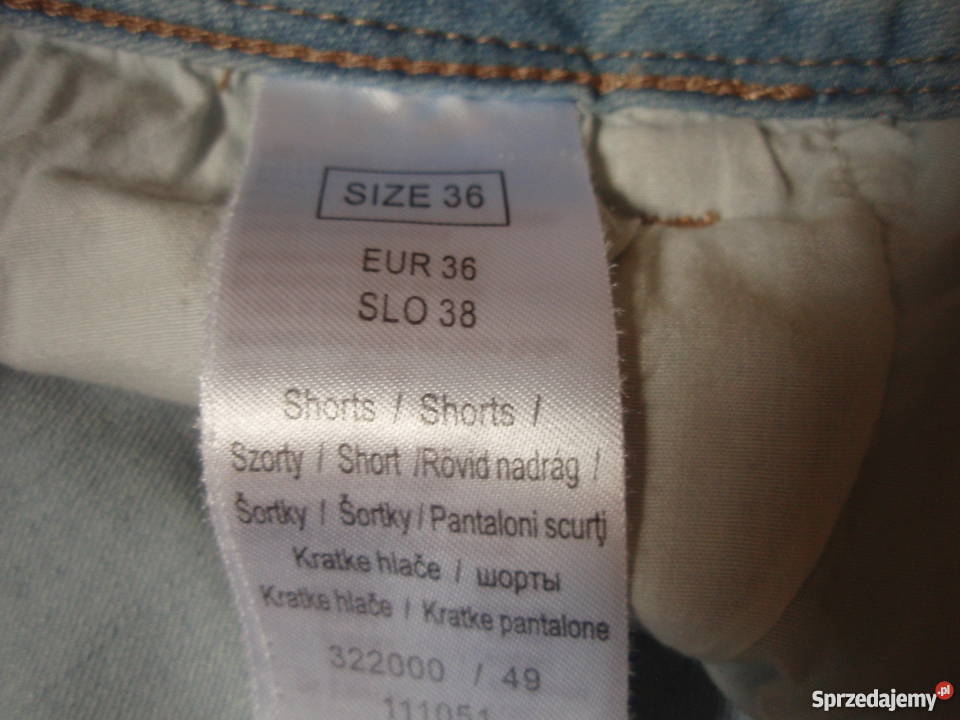 SIZE 36
EUR 36
SLO 38
Shorts / Shorts /
Szorty / Short /Rövid nadrág /
Šortky / Šortky / Pantaloni scurţi
Kratke hlače / шорты
Kratke hlače / Kratke pantalone
322000 / 49
111051
Sprzedajemy.pl